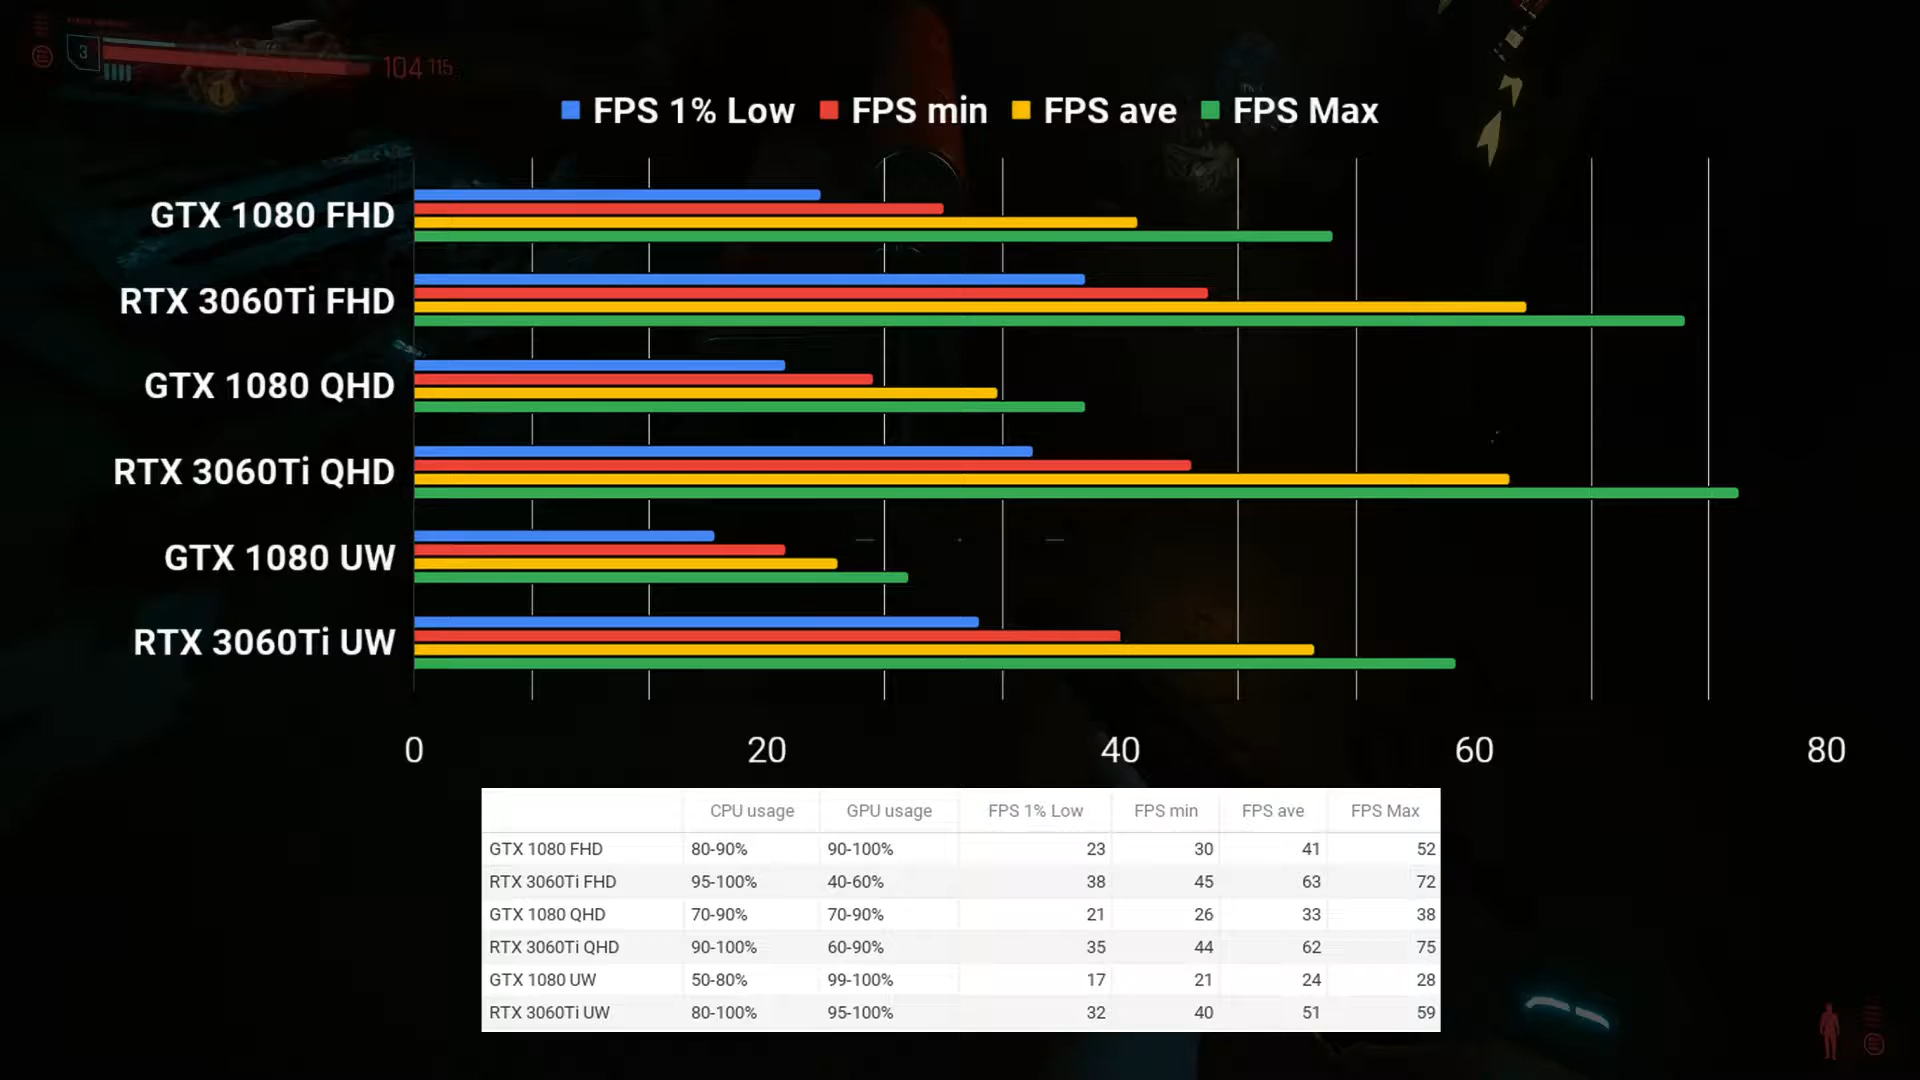 3
104 115
FPS 1% Low FPS min FPS ave FPS Max
GTX 1080 FHD
RTX 3060Ti FHD
GTX 1080 QHD
RTX 3060Ti QHD
GTX 1080 UW
RTX 3060Ti UW
0 20 40 60 80
CPU usage GPU usage FPS 1% Low FPS min FPS ave FPS Max
GTX 1080 FHD 80-90% 90-100% 23 30 41 52
RTX 3060Ti FHD 95-100% 40-60% 38 45 63 72
GTX 1080 QHD 70-90% 70-90% 21 26 33 38
RTX 3060Ti QHD 90-100% 60-90% 35 44 62 75
GTX 1080 UW 50-80% 99-100% 17 21 24 28
RTX 3060Ti UW 80-100% 95-100% 32 40 51 59